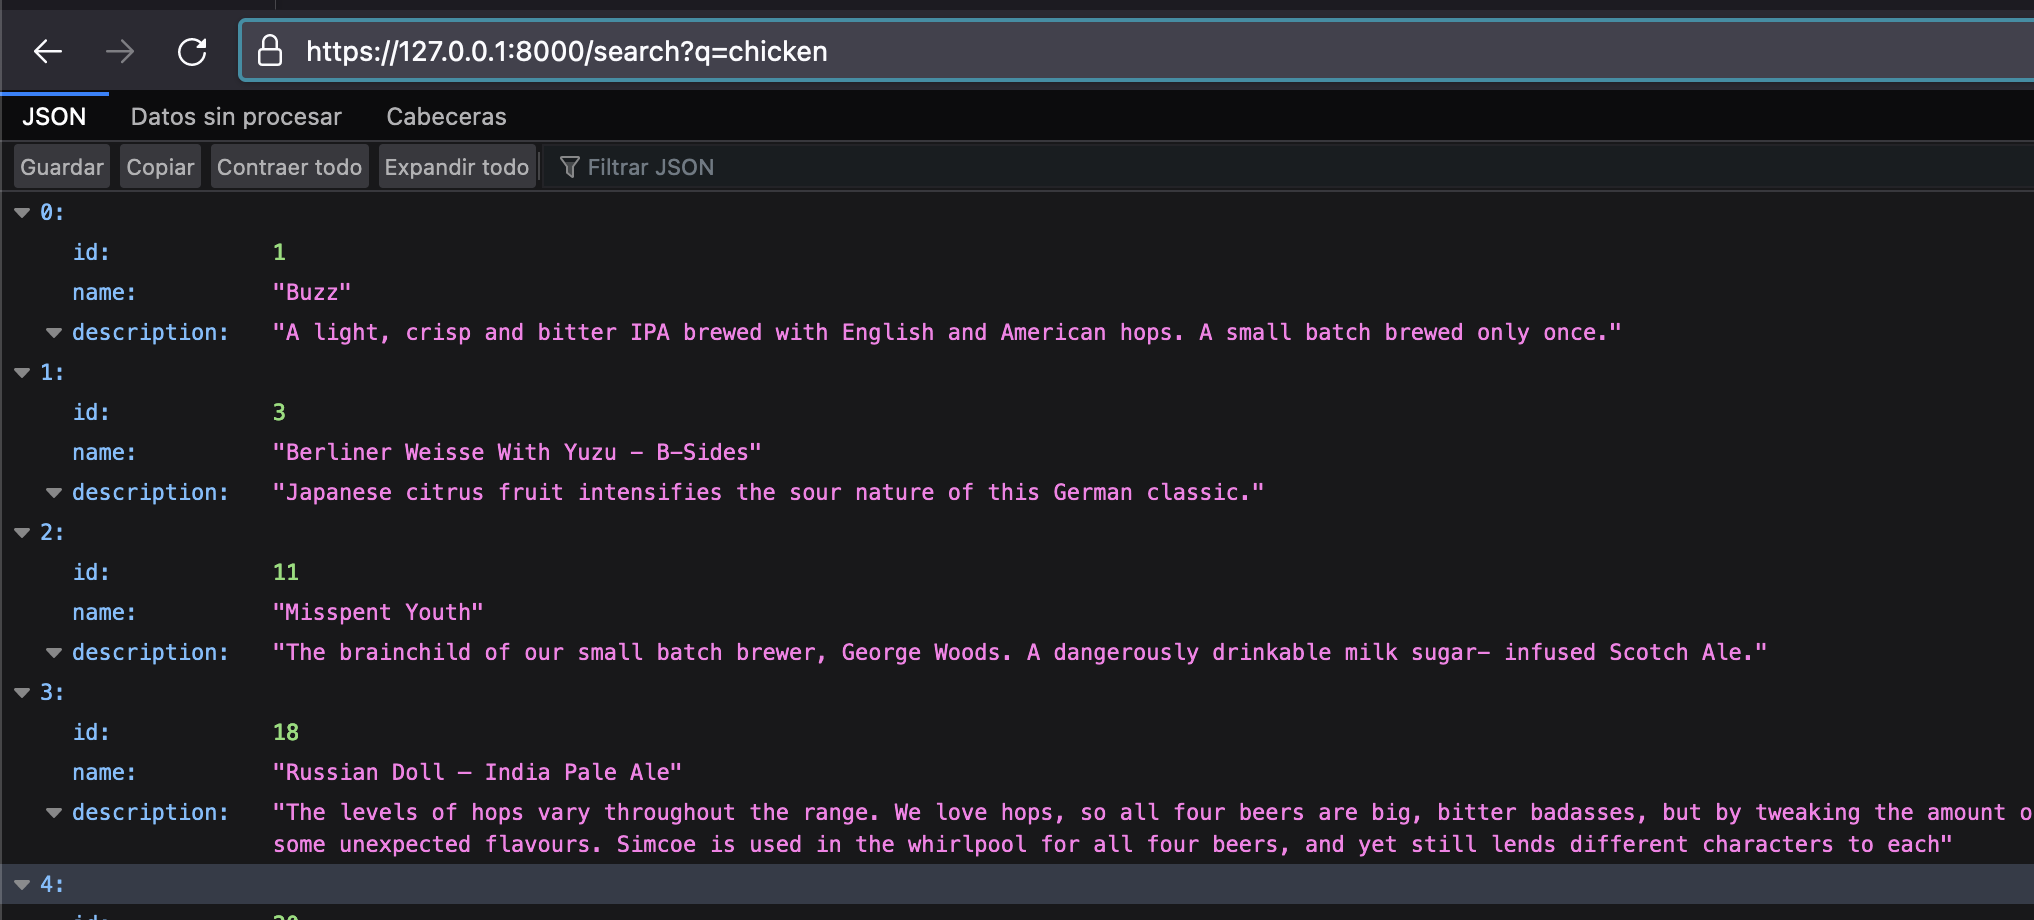 https://127.0.0.1:8000/search?q=chicken
JSON Datos sin procesar Cabeceras
Guardar Copiar Contraer todo Expandir todo Filtrar JSON
0:
id: 1
name: "Buzz"
description: "A light, crisp and bitter IPA brewed with English and American hops. A small batch brewed only once."
1:
id: 3
name: "Berliner Weisse With Yuzu - B-Sides"
description: "Japanese citrus fruit intensifies the sour nature of this German classic."
2:
id: 11
name: "Misspent Youth"
description: "The brainchild of our small batch brewer, George Woods. A dangerously drinkable milk sugar- infused Scotch Ale."
3:
id: 18
name: "Russian Doll – India Pale Ale"
description: "The levels of hops vary throughout the range. We love hops, so all four beers are big, bitter badasses, but by tweaking the amount
some unexpected flavours. Simcoe is used in the whirlpool for all four beers, and yet still lends different characters to each"
4: